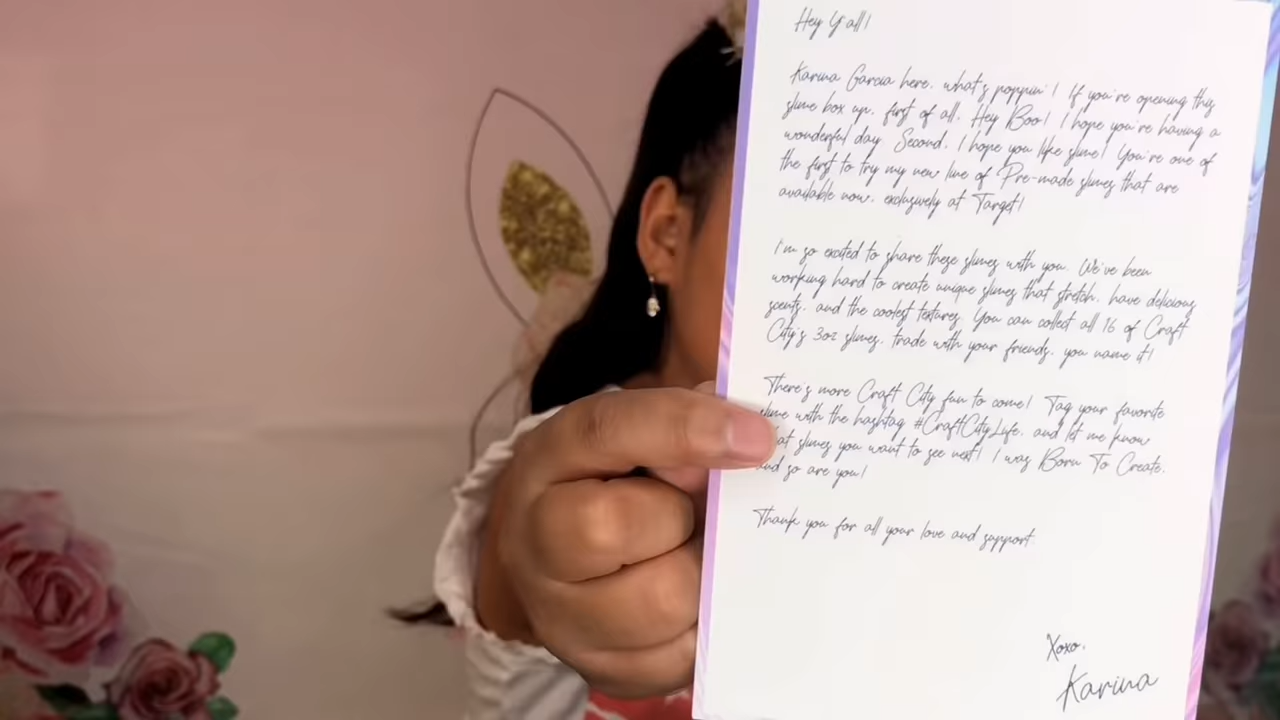 Hey Y'all!
Karina Garcia here, what's poppin'! If you're opening this
slime box up, first of all, Hey Boo! I hope you're having a
wonderful day. Second, I hope you like slime! You're one of
the first to try my new line of Pre-made slimes that are
available now, exclusively at Target!
I'm so excited to share these slimes with you. We've been
working hard to create unique slimes that stretch, have delicious
scents, and the coolest textures. You can collect all 16 of Craft
City's 3oz slimes, trade with your friends, you name it!
There's more Craft City fun to come! Tag your favorite
slime with the hashtag #CraftCityLife, and let me know
at slimes you want to see next! I was Born To Create,
and so are you!
Thank you for all your love and support.
Xoxo,
Karina